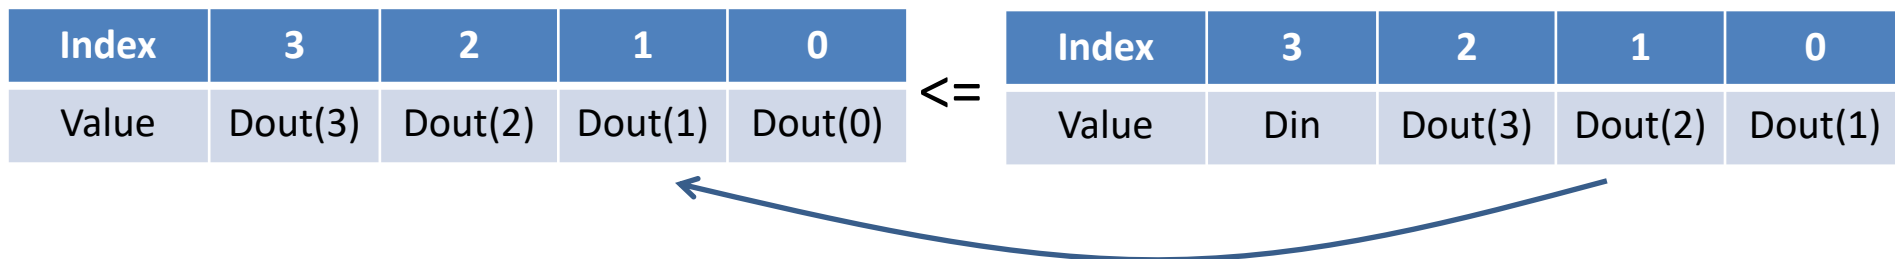 Index 3 2 1 0
Value Dout(3) Dout(2) Dout(1) Dout(0)
<=
Index 3 2 1 0
Value Din Dout(3) Dout(2) Dout(1)